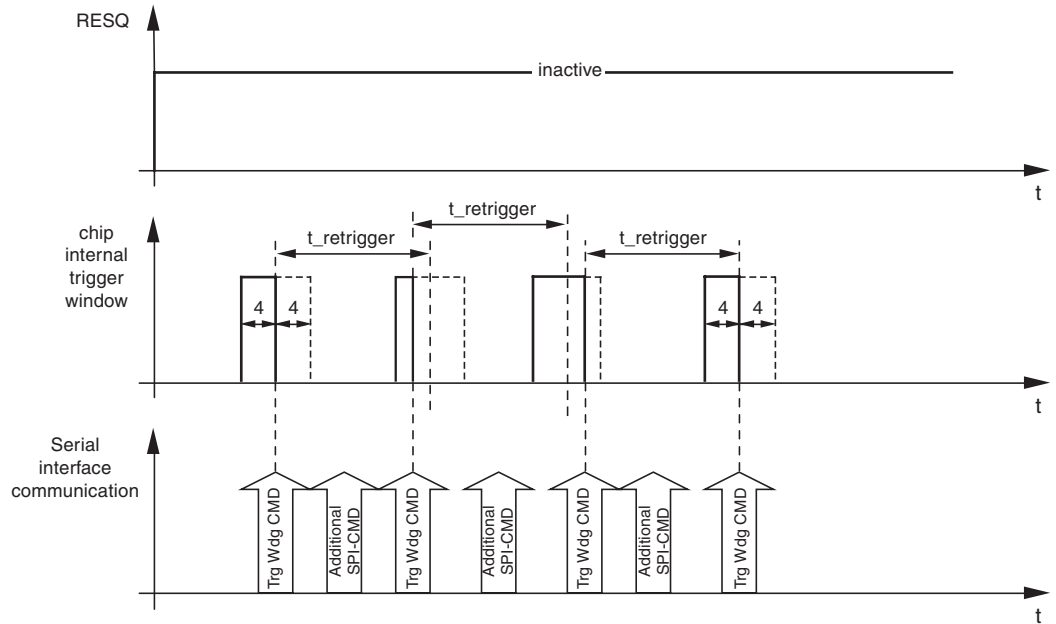 RESQ
inactive
t
chip
internal
trigger
window
t_retrigger
t_retrigger
t_retrigger
4
4
4
4
t
Serial
interface
communication
Trg Wdg CMD
Additional
SPI-CMD
Trg Wdg CMD
Additional
SPI-CMD
Trg Wdg CMD
Additional
SPI-CMD
Trg Wdg CMD
t